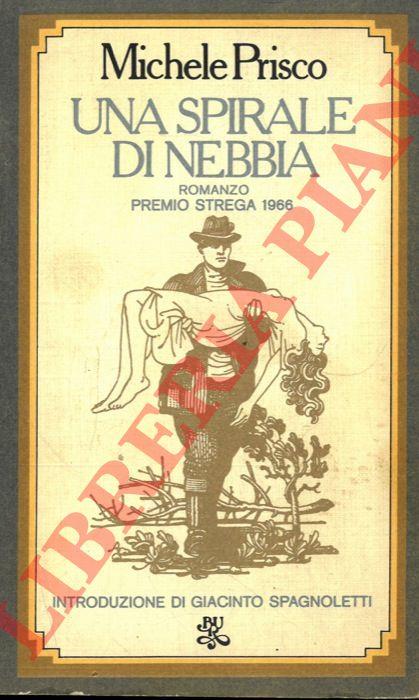 Michele Prisco
UNA SPIRALE
DI NEBBIA
ROMANZO
PREMIO STREGA 1966
LIBRERIA PIANI
INTRODUZIONE DI GIACINTO SPAGNOLETTI
BUR